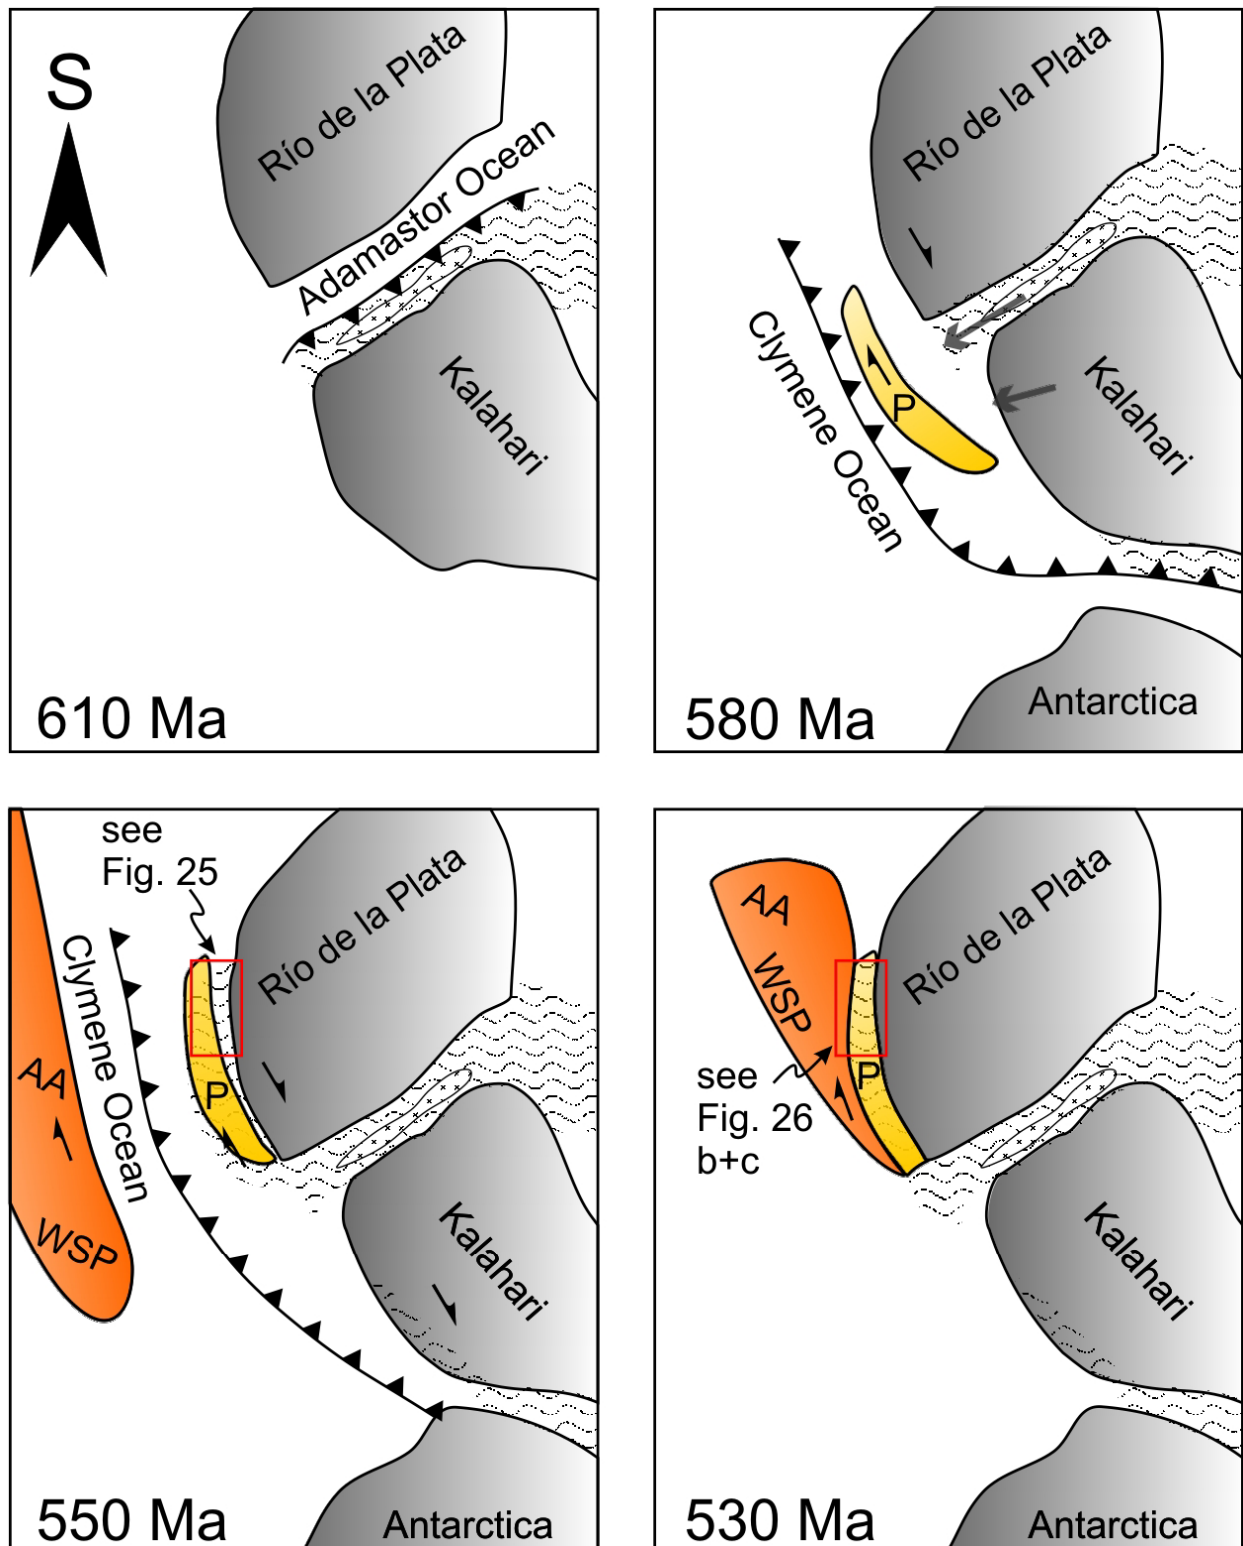 S
Río de la Plata
Adamastor Ocean
Kalahari
610 Ma
Río de la Plata
Clymene Ocean
P
Kalahari
Antarctica
580 Ma
see
Fig. 25
Río de la Plata
Clymene Ocean
AA
P
WSP
Kalahari
550 Ma
Antarctica
AA
Río de la Plata
WSP
see
Fig. 26
b+c
P
Kalahari
530 Ma
Antarctica